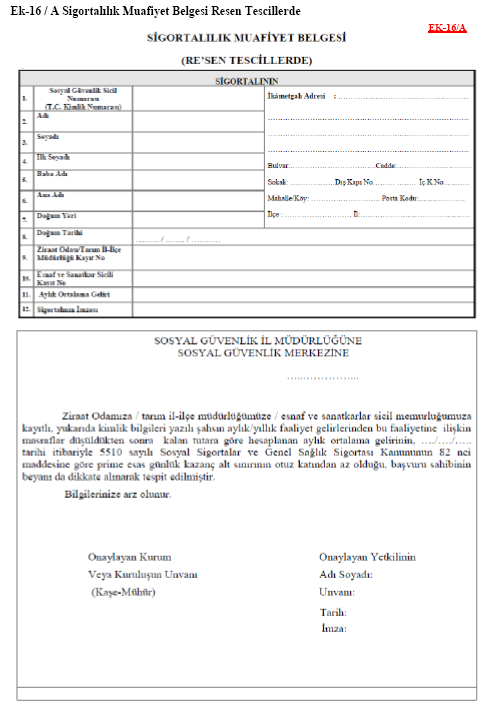 Ek-16 / A Sigortalılık Muafiyet Belgesi Resen Tescillerde
EK-16/A
SİGORTALILIK MUAFİYET BELGESİ
(RE'SEN TESCİLLERDE)
SİGORTALININ
1. Sosyal Güvenlik Sicil Numarası (T.C. Kimlik Numarası)
İkâmetgah Adresi :
2. Adı
3. Soyadı
4. İlk Soyadı
Bulvar:..........Cadde:..........
5. Baba Adı
Sokak:..........Dış Kapı No.......... İç K.No..........
6. Ana Adı
Mahalle/Köy:.......... Posta Kodu:..........
7. Doğum Yeri
İlçe :.......... İl:..........
8. Doğum Tarihi
........./......../...........
9. Ziraat Odası/Tarım İl-İlçe Müdürlüğü Kayıt No
10. Esnaf ve Sanatkar Sicili Kayıt No
11. Aylık Ortalama Geliri
12. Sigortalının İmzası
SOSYAL GÜVENLİK İL MÜDÜRLÜĞÜNE
SOSYAL GÜVENLİK MERKEZİNE
.....................
Ziraat Odamıza / tarım il-ilçe müdürlüğümüze / esnaf ve sanatkarlar sicil memurluğumuza
kayıtlı, yukarıda kimlik bilgileri yazılı şahsın aylık/yıllık faaliyet gelirlerinden bu faaliyetine ilişkin
masraflar düşüldükten sonra kalan tutara göre hesaplanan aylık ortalama gelirinin, ..../..../.....
tarihi itibariyle 5510 sayılı Sosyal Sigortalar ve Genel Sağlık Sigortası Kanununun 82 nci
maddesine göre prime esas günlük kazanç alt sınırının otuz katından az olduğu, başvuru sahibinin
beyanı da dikkate alınarak tespit edilmiştir.
Bilgilerinize arz olunur.
Onaylayan Kurum
Onaylayan Yetkilinin
Veya Kuruluşun Unvanı
Adı Soyadı:
(Kaşe-Mühür)
Unvanı:
Tarih:
İmza: